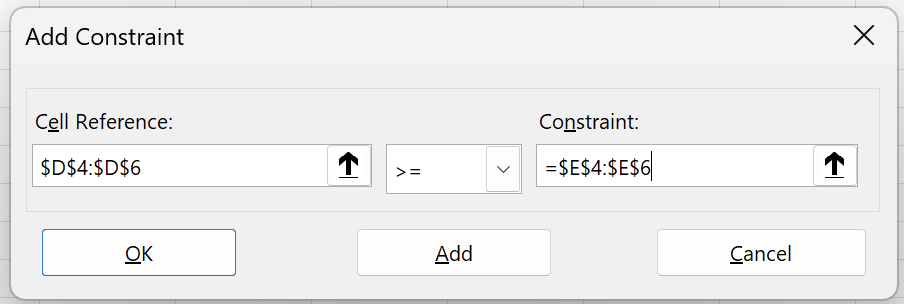 Add Constraint
Cell Reference:
Constraint:
$D$4:$D$6
>=
=$E$4:$E$6
OK
Add
Cancel